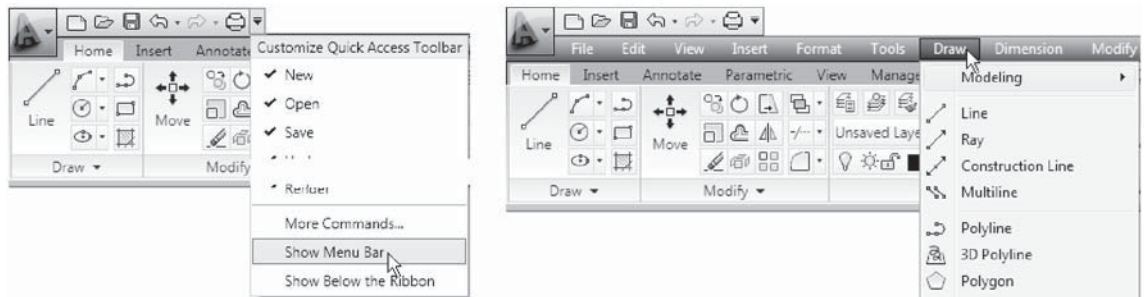 Home Insert Annotate
Line
Move
Draw
Modify
Customize Quick Access Toolbar
New
Open
Save
More Commands...
Show Menu Bar
Show Below the Ribbon
File Edit View Insert Format Tools Draw Dimension Modify
Home Insert Annotate Parametric View Manage
Line
Move
Unsaved Laye
Draw
Modify
Modeling
Line
Ray
Construction Line
Multiline
Polyline
3D Polyline
Polygon